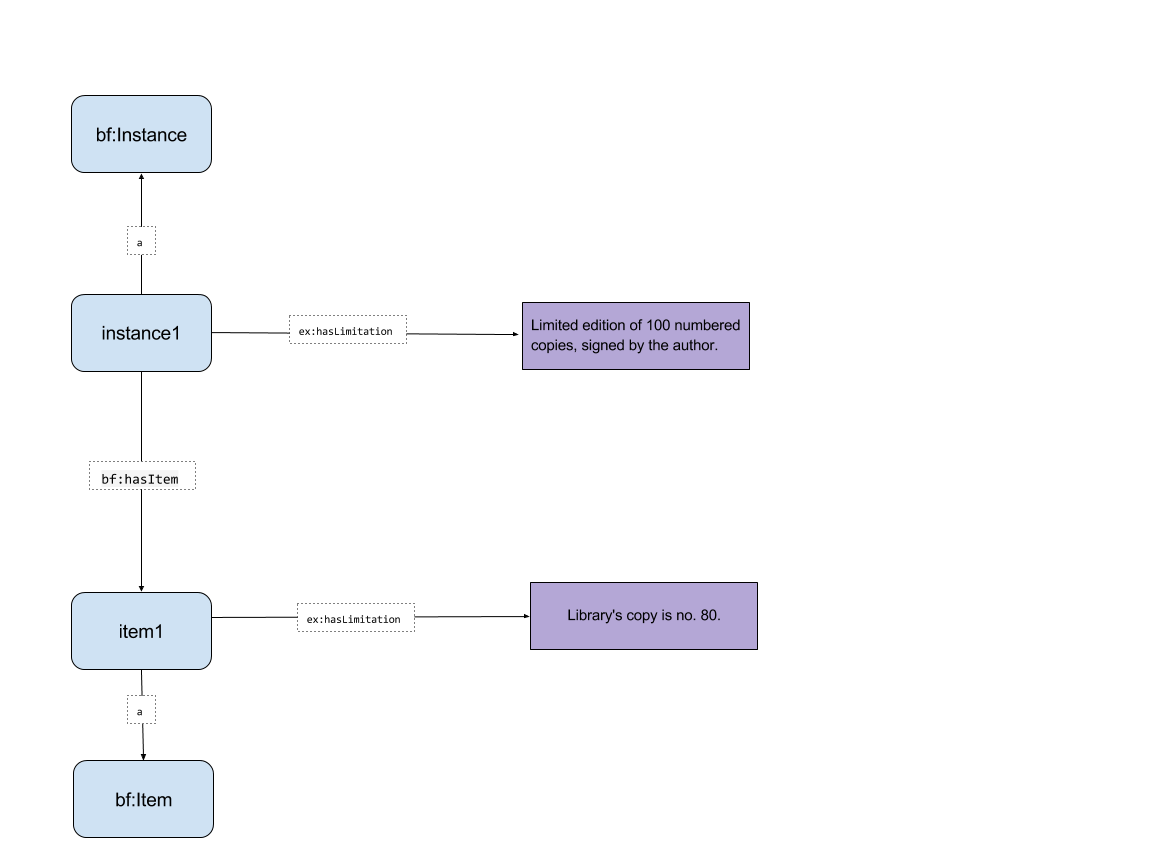 bf:Instance
a
instance1
ex:hasLimitation
Limited edition of 100 numbered
copies, signed by the author.
bf:hasItem
item1
ex:hasLimitation
Library's copy is no. 80.
a
bf:Item